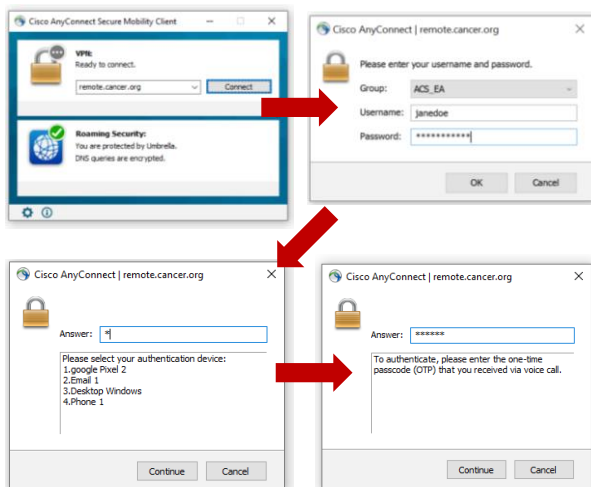 Cisco AnyConnect Secure Mobility Client
VPN:
Ready to connect.
remote.cancer.org
Connect
Roaming Security:
You are protected by Umbrella.
DNS queries are encrypted.
Cisco AnyConnect | remote.cancer.org
Please enter your username and password.
Group: ACS_EA
Username: janedoe
Password: ***********
OK Cancel
Cisco AnyConnect | remote.cancer.org
Answer: *
Please select your authentication device:
1.google Pixel 2
2.Email 1
3.Desktop Windows
4.Phone 1
Continue Cancel
Cisco AnyConnect | remote.cancer.org
Answer: ******
To authenticate, please enter the one-time
passcode (OTP) that you received via voice call.
Continue Cancel